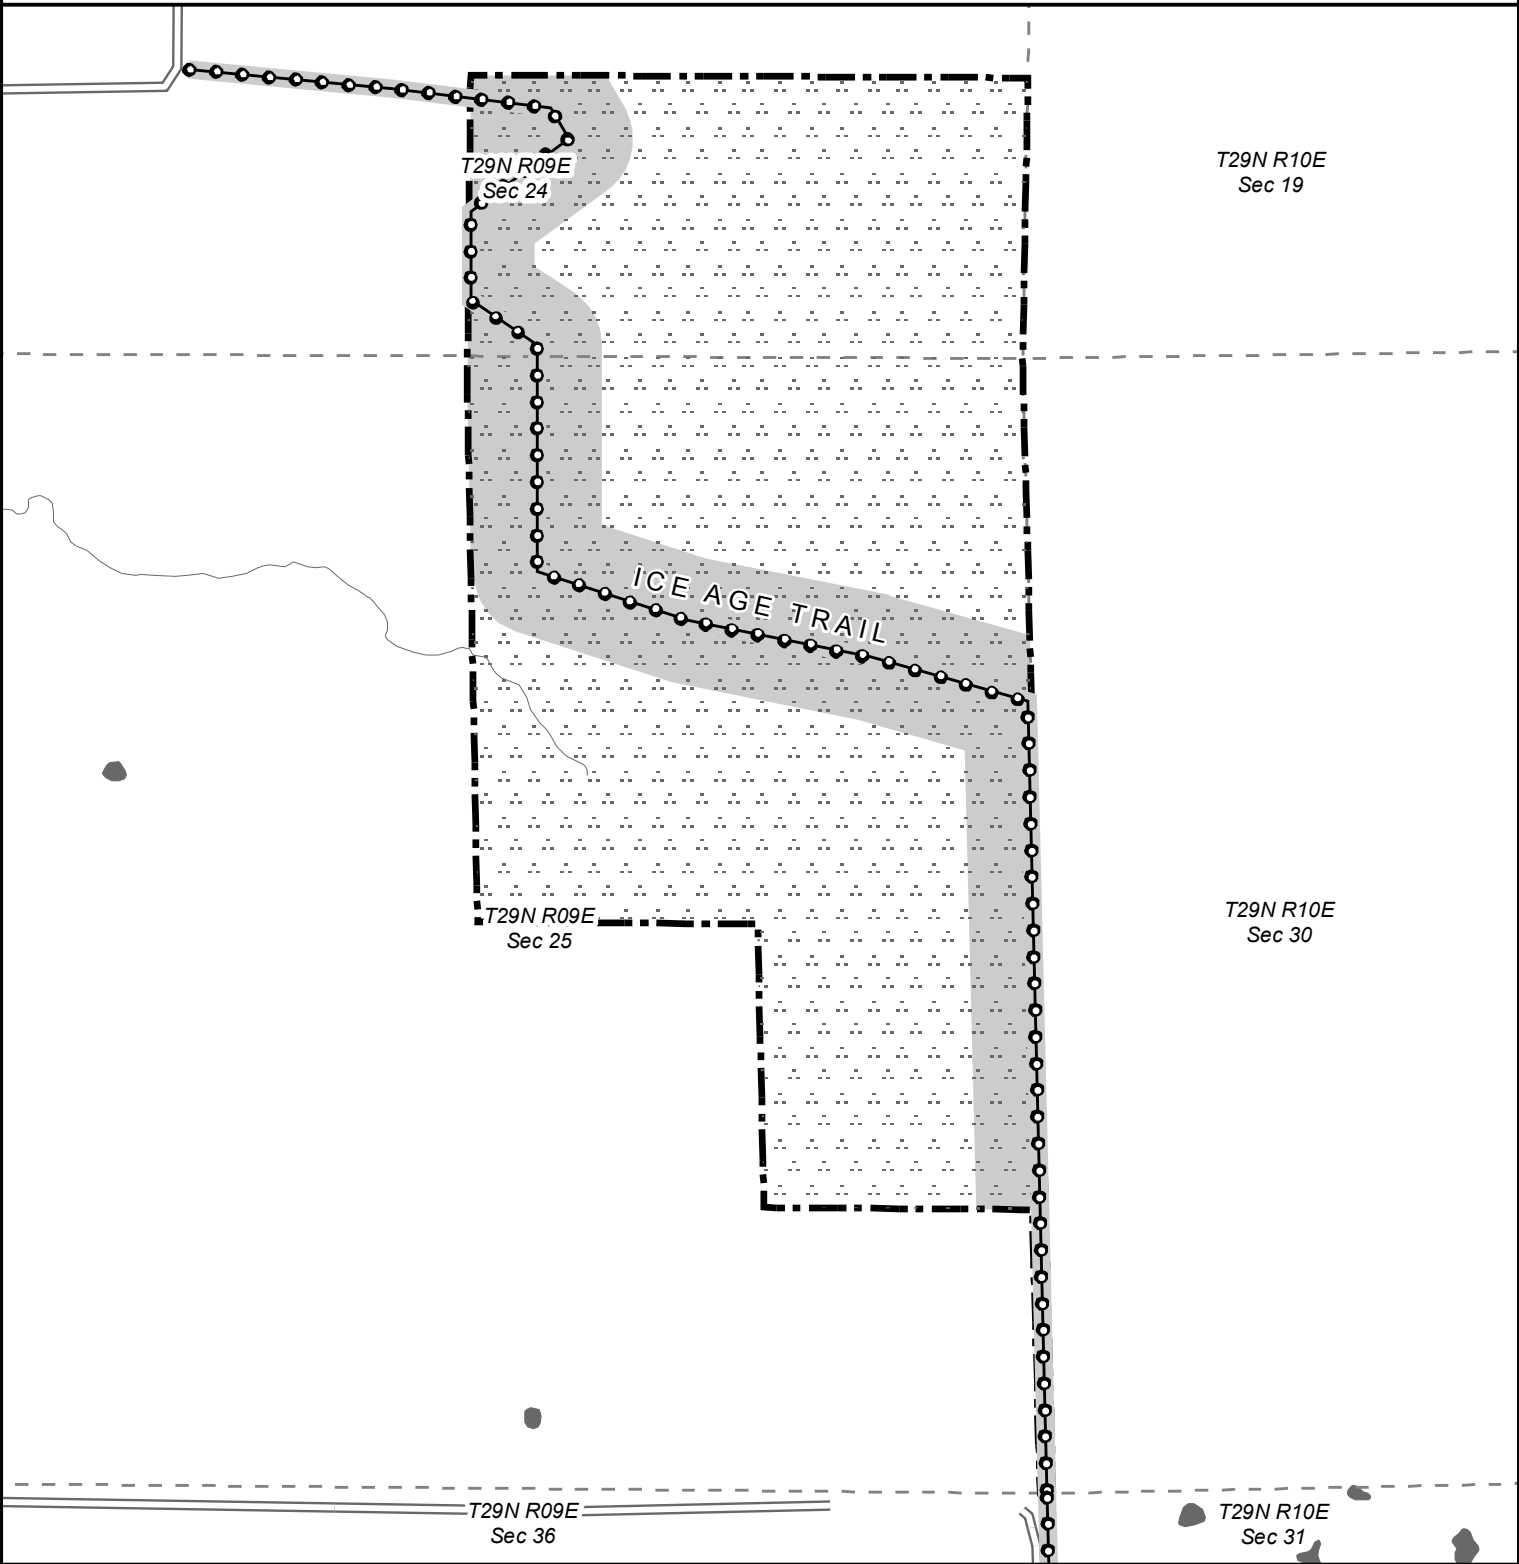 T29N R09E
Sec 24
T29N R10E
Sec 19
ICE AGE TRAIL
T29N R09E
Sec 25
T29N R10E
Sec 30
T29N R09E
Sec 36
T29N R10E
Sec 31